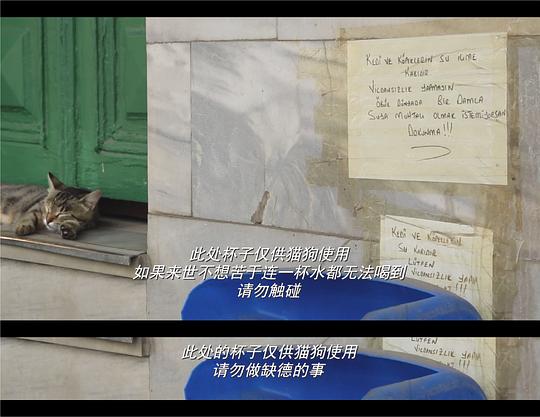 KEDİ VE KÖPEKLERİN SU İÇME
KABIDIR
VİCDANSIZLIK YAPMAYIN
ÖBÜR DÜNYADA BİR DAMLA
SUYA MUHTAÇ OLMAK İSTEMİYORSAN
DOKUNMA!!!
KEDİ VE KÖPEKLERİN
SU KABIDIR
LÜTFEN
VİCDANSIZLIK YAPMA
此处杯子仅供猫狗使用
如果来世不想苦于连一杯水都无法喝到
请勿触碰
LÜTFEN
VİCDANSIZLIK YAPMA
!!!
此处的杯子仅供猫狗使用
请勿做缺德的事